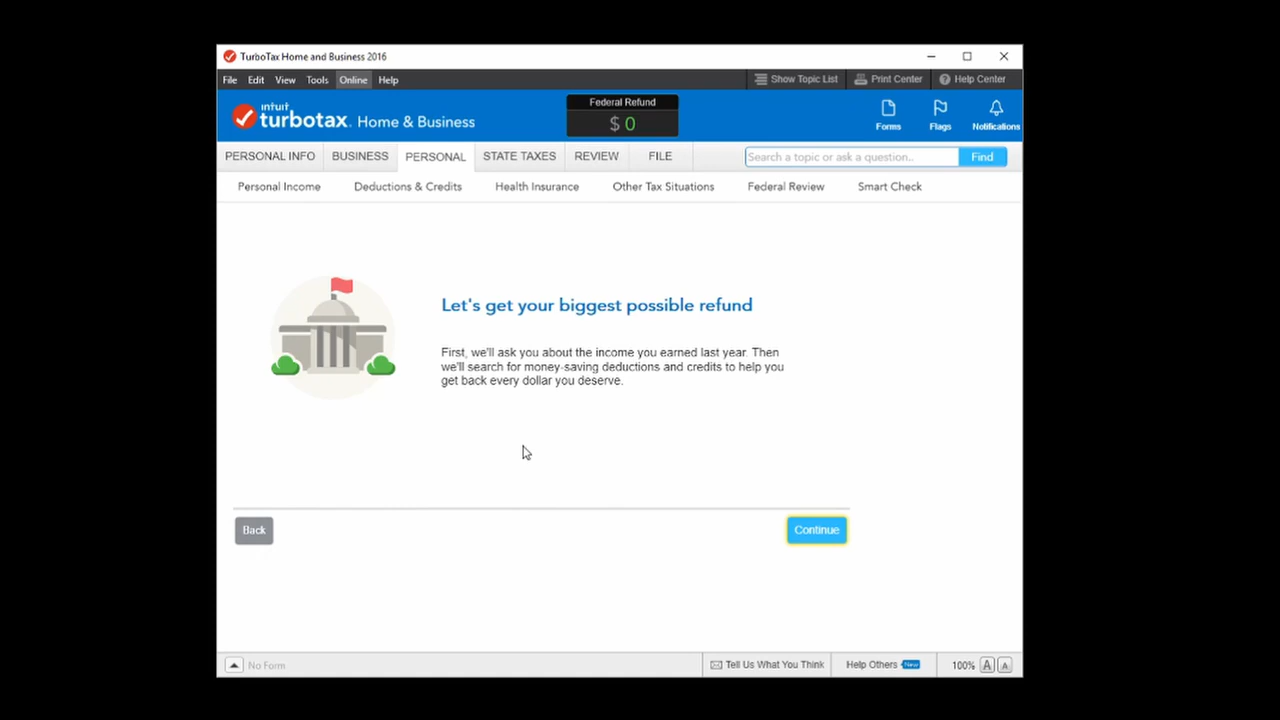 TurboTax Home and Business 2016
File Edit View Tools Online Help Show Topic List Print Center Help Center
Federal Refund
$ 0
intuit
turbotax. Home & Business
Forms Flags Notifications
PERSONAL INFO BUSINESS PERSONAL STATE TAXES REVIEW FILE Search a topic or ask a question.. Find
Personal Income Deductions & Credits Health Insurance Other Tax Situations Federal Review Smart Check
Let's get your biggest possible refund
First, we'll ask you about the income you earned last year. Then
we'll search for money-saving deductions and credits to help you
get back every dollar you deserve.
Back Continue
No Form Tell Us What You Think Help Others New 100% A A